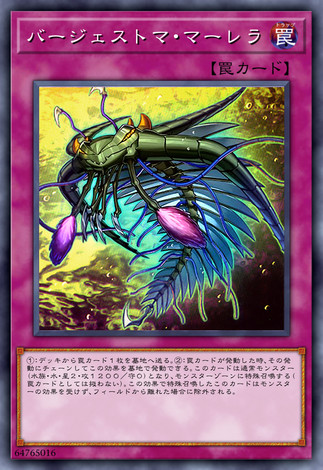 バージェストマ・マーレラ
トラップ
罠
【罠カード】
①:デッキから罠カード1枚を墓地へ送る。②:罠カードが発動した時、その発
動にチェーンしてこの効果を墓地で発動できる。このカードは通常モンスター
(水族・水・星2・攻1200/守0)となり、モンスターゾーンに特殊召喚する(
罠カードとしては扱わない)。この効果で特殊召喚したこのカードはモンスター
の効果を受けず、フィールドから離れた場合に除外される。
64765016